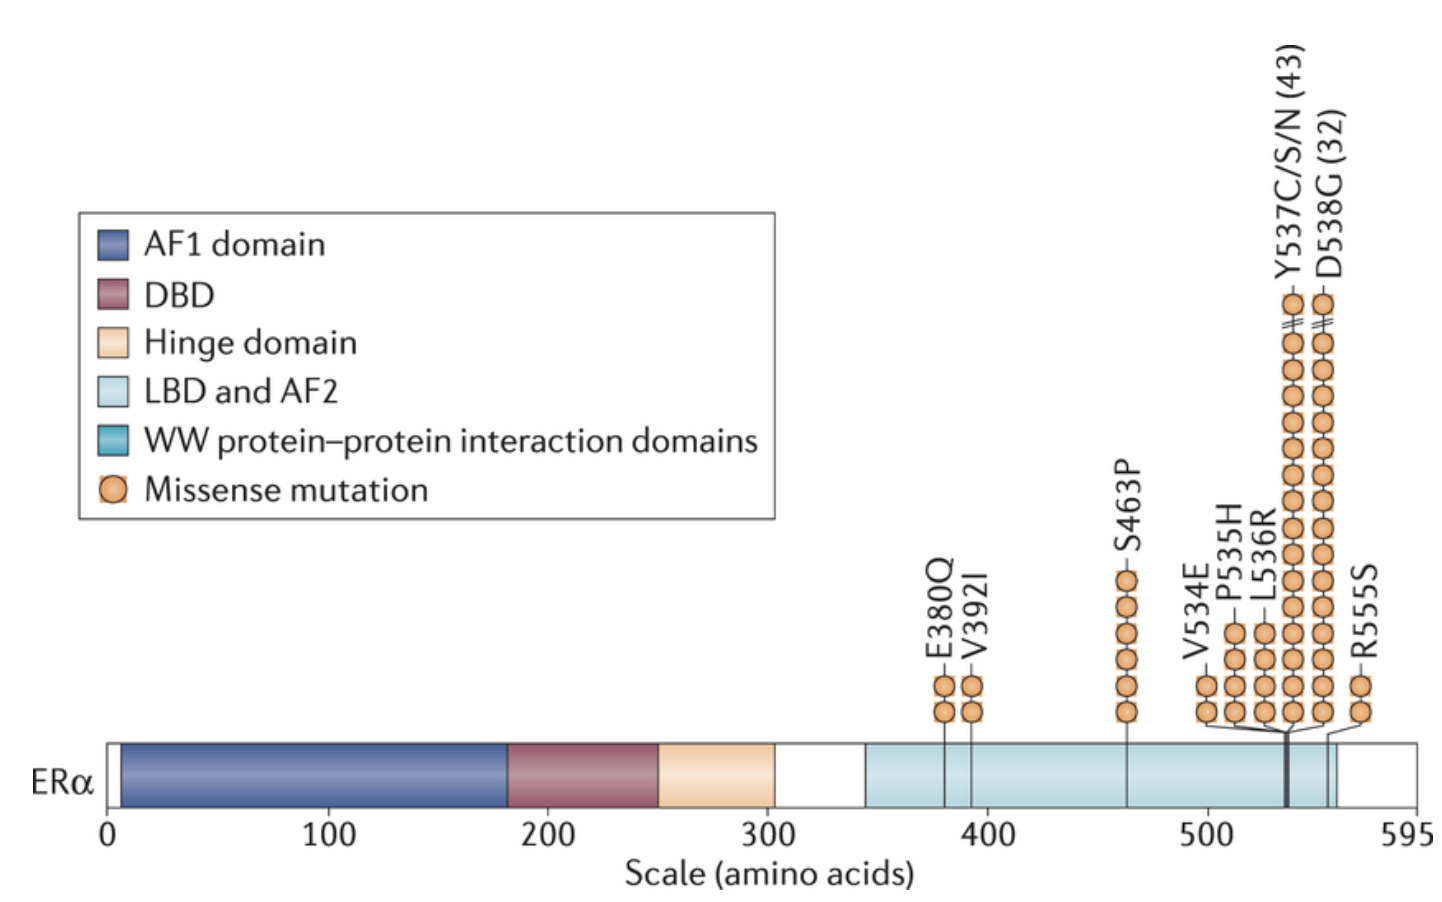 Y537C/S/N (43)
D538G (32)
AF1 domain
DBD
Hinge domain
LBD and AF2
WW protein–protein interaction domains
Missense mutation
E380Q
V392I
S463P
V534E
P535H
L536R
R555S
ERα
0 100 200 300 400 500 595
Scale (amino acids)